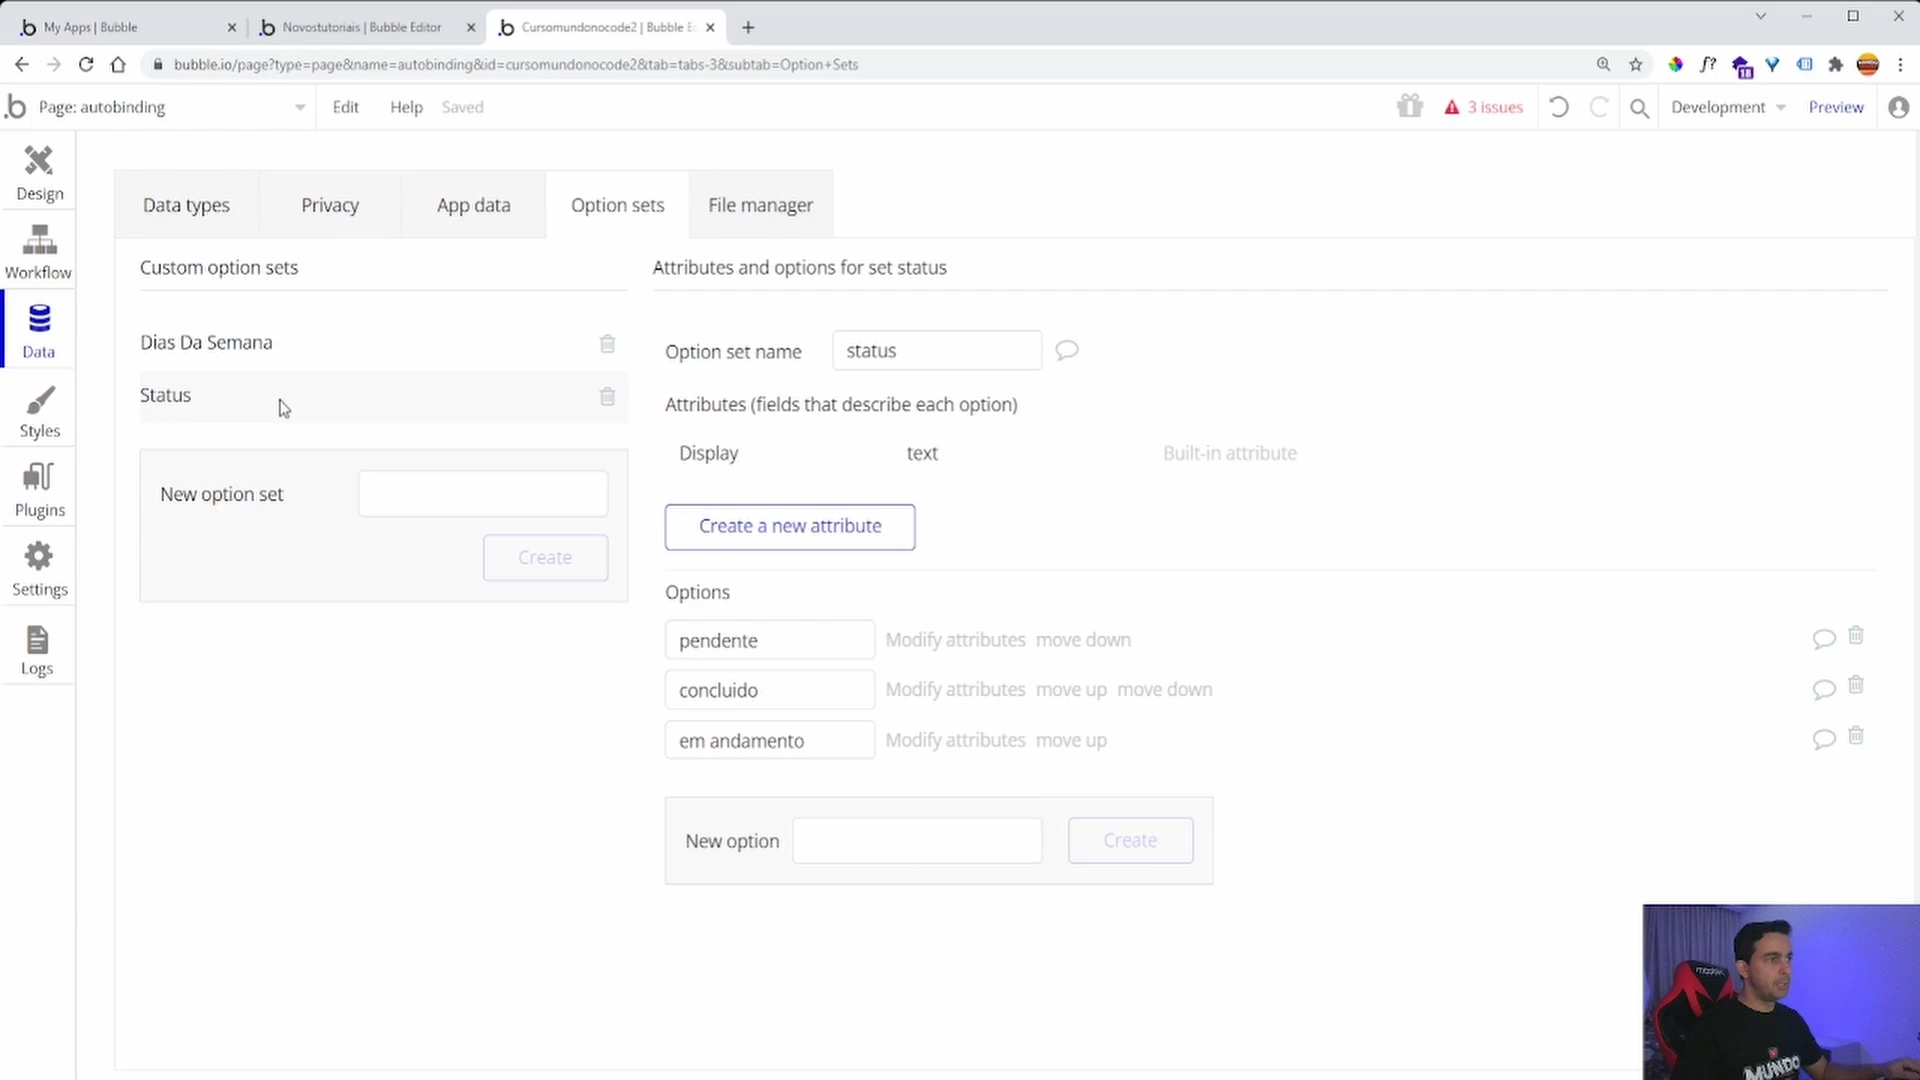 My Apps | Bubble
Novostutoriais | Bubble Editor
Cursomundonocode2 | Bubble E
bubble.io/page?type=page&name=autobinding&id=cursomundonocode2&tab=tabs-3&subtab=Option+Sets
18
Page: autobinding
Edit
Help
Saved
3 issues
Development
Preview
Design
Workflow
Data
Styles
Plugins
Settings
Logs
Data types
Privacy
App data
Option sets
File manager
Custom option sets
Dias Da Semana
Status
New option set
Create
Attributes and options for set status
Option set name
status
Attributes (fields that describe each option)
Display text Built-in attribute
Create a new attribute
Options
pendente Modify attributes move down
concluido Modify attributes move up move down
em andamento Modify attributes move up
New option
Create
MUNDO